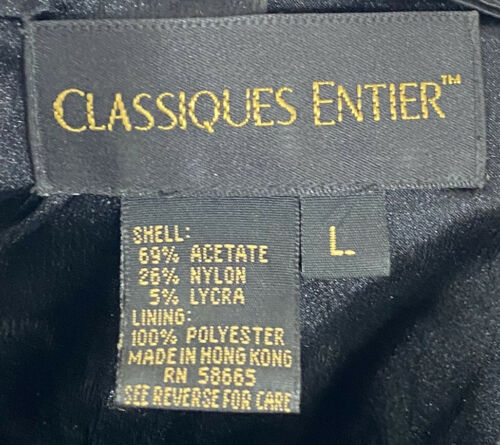 CLASSIQUES ENTIER™
L
SHELL:
69% ACETATE
26% NYLON
5% LYCRA
LINING:
100% POLYESTER
MADE IN HONG KONG
RN 58665
SEE REVERSE FOR CARE